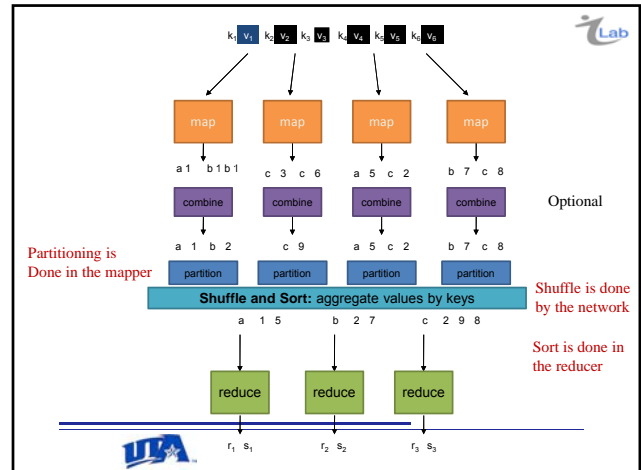 k1 v1 k2 v2 k3 v3 k4 v4 k5 v5 k6 v6
iLab
map map map map
a 1 b 1 b 1 c 3 c 6 a 5 c 2 b 7 c 8
combine combine combine combine
Optional
a 1 b 2 c 9 a 5 c 2 b 7 c 8
Partitioning is
Done in the mapper
partition partition partition partition
Shuffle and Sort: aggregate values by keys
Shuffle is done
by the network
a 1 5 b 2 7 c 2 9 8
Sort is done in
the reducer
reduce reduce reduce
r1 s1 r2 s2 r3 s3
UTA